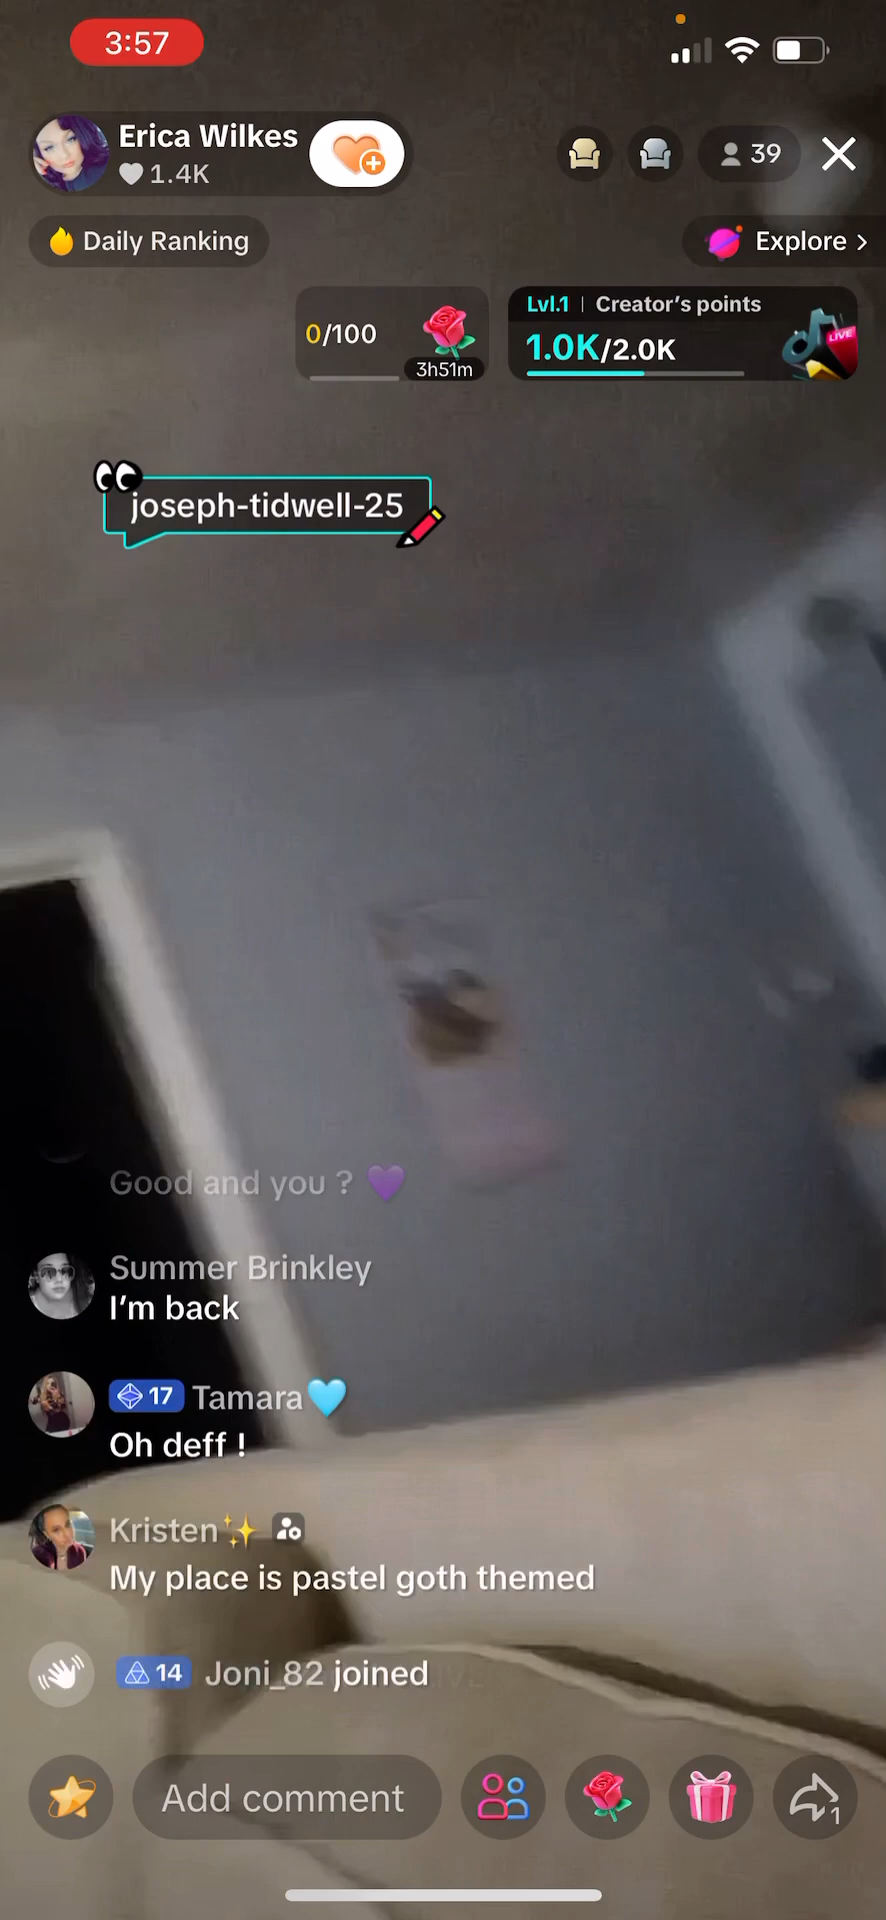 3:57
Erica Wilkes
1.4K
39
Daily Ranking
Explore >
0/100
3h51m
Lvl.1 | Creator's points
1.0K/2.0K
LIVE
joseph-tidwell-25
Good and you ? 💜
Summer Brinkley
I'm back
17 Tamara🩵
Oh deff !
Kristen✨
My place is pastel goth themed
14 Joni_82 joined
Add comment
1